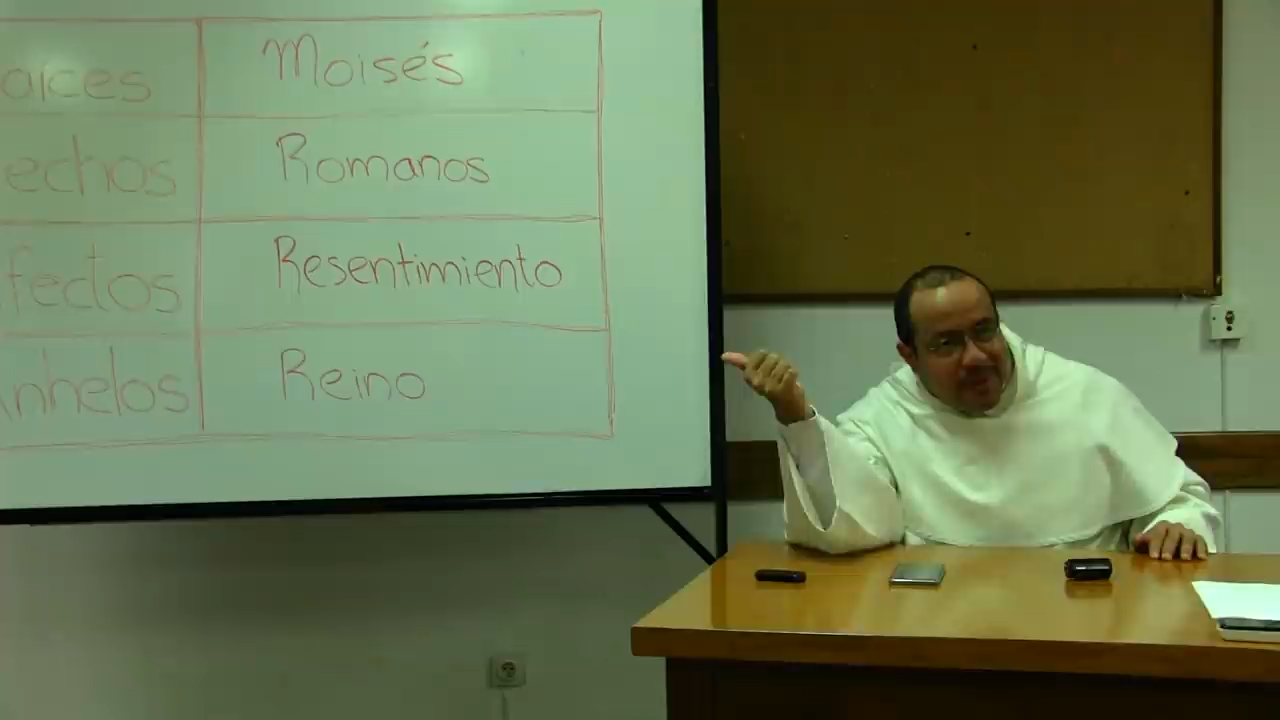 aíces Moisés
echos Romanos
fectos Resentimiento
nhelos Reino